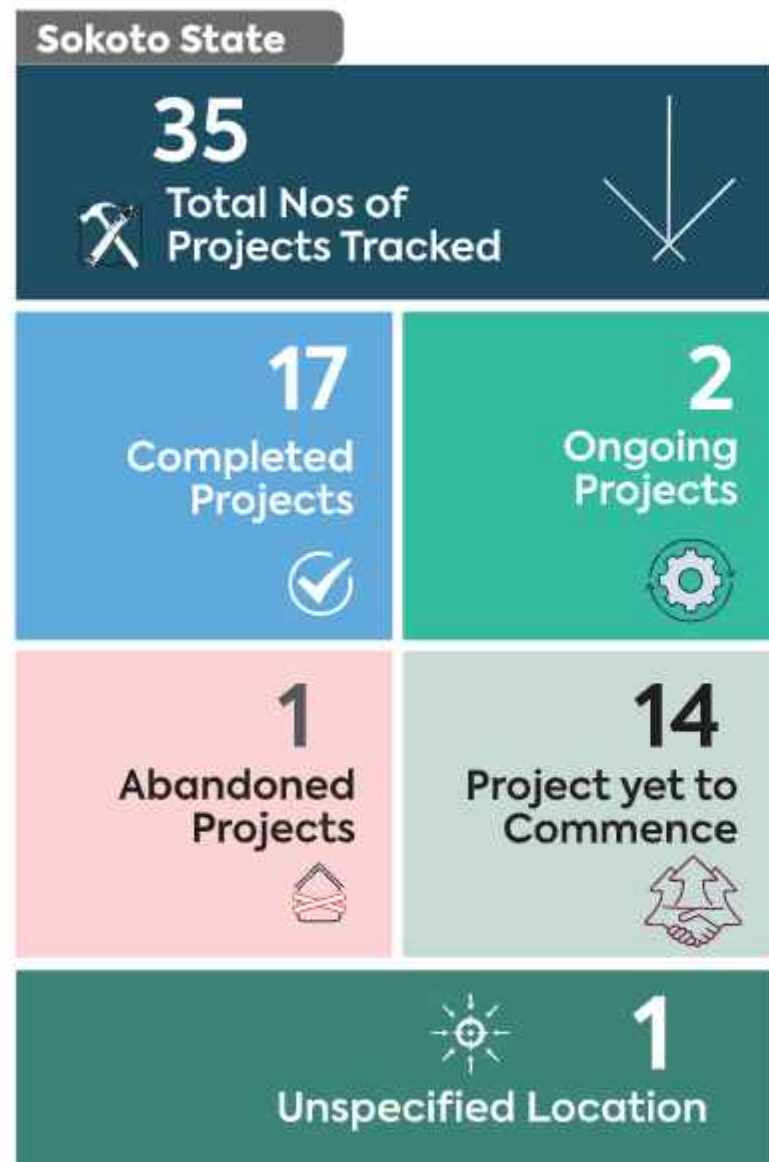 Sokoto State
35
Total Nos of
Projects Tracked
17
Completed
Projects
2
Ongoing
Projects
1
Abandoned
Projects
14
Project yet to
Commence
1
Unspecified Location